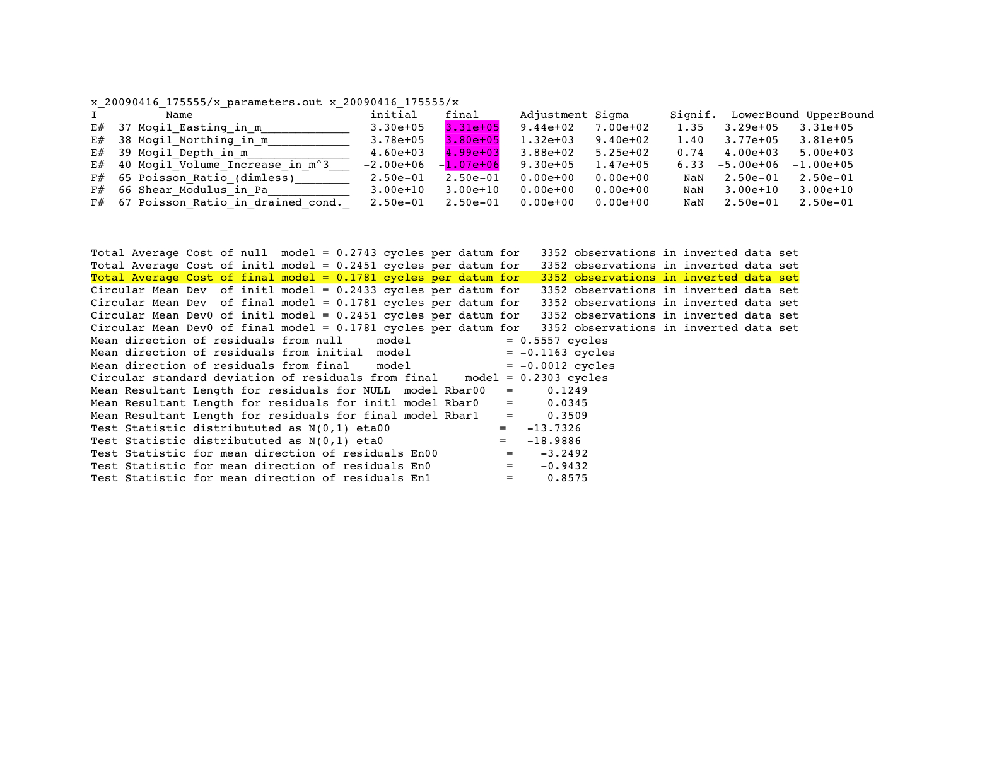 x_20090416_175555/x_parameters.out x_20090416_175555/x
I          Name                          initial    final      Adjustment Sigma      Signif.  LowerBound UpperBound
E#  37 Mogi1_Easting_in_m_____________   3.30e+05   3.31e+05   9.44e+02   7.00e+02    1.35   3.29e+05   3.31e+05
E#  38 Mogi1_Northing_in_m____________   3.78e+05   3.80e+05   1.32e+03   9.40e+02    1.40   3.77e+05   3.81e+05
E#  39 Mogi1_Depth_in_m_______________   4.60e+03   4.99e+03   3.88e+02   5.25e+02    0.74   4.00e+03   5.00e+03
E#  40 Mogi1_Volume_Increase_in_m^3___  -2.00e+06  -1.07e+06   9.30e+05   1.47e+05    6.33  -5.00e+06  -1.00e+05
F#  65 Poisson_Ratio_(dimless)________   2.50e-01   2.50e-01   0.00e+00   0.00e+00     NaN   2.50e-01   2.50e-01
F#  66 Shear_Modulus_in_Pa____________   3.00e+10   3.00e+10   0.00e+00   0.00e+00     NaN   3.00e+10   3.00e+10
F#  67 Poisson_Ratio_in_drained_cond._   2.50e-01   2.50e-01   0.00e+00   0.00e+00     NaN   2.50e-01   2.50e-01
Total Average Cost of null  model = 0.2743 cycles per datum for   3352 observations in inverted data set
Total Average Cost of initl model = 0.2451 cycles per datum for   3352 observations in inverted data set
Total Average Cost of final model = 0.1781 cycles per datum for   3352 observations in inverted data set
Circular Mean Dev  of initl model = 0.2433 cycles per datum for   3352 observations in inverted data set
Circular Mean Dev  of final model = 0.1781 cycles per datum for   3352 observations in inverted data set
Circular Mean Dev0 of initl model = 0.2451 cycles per datum for   3352 observations in inverted data set
Circular Mean Dev0 of final model = 0.1781 cycles per datum for   3352 observations in inverted data set
Mean direction of residuals from null     model              = 0.5557 cycles
Mean direction of residuals from initial  model              = -0.1163 cycles
Mean direction of residuals from final    model              = -0.0012 cycles
Circular standard deviation of residuals from final    model = 0.2303 cycles
Mean Resultant Length for residuals for NULL  model Rbar00   =     0.1249
Mean Resultant Length for residuals for initl model Rbar0    =     0.0345
Mean Resultant Length for residuals for final model Rbar1    =     0.3509
Test Statistic distribututed as N(0,1) eta00                =   -13.7326
Test Statistic distribututed as N(0,1) eta0                 =   -18.9886
Test Statistic for mean direction of residuals En00          =    -3.2492
Test Statistic for mean direction of residuals En0           =    -0.9432
Test Statistic for mean direction of residuals En1           =     0.8575